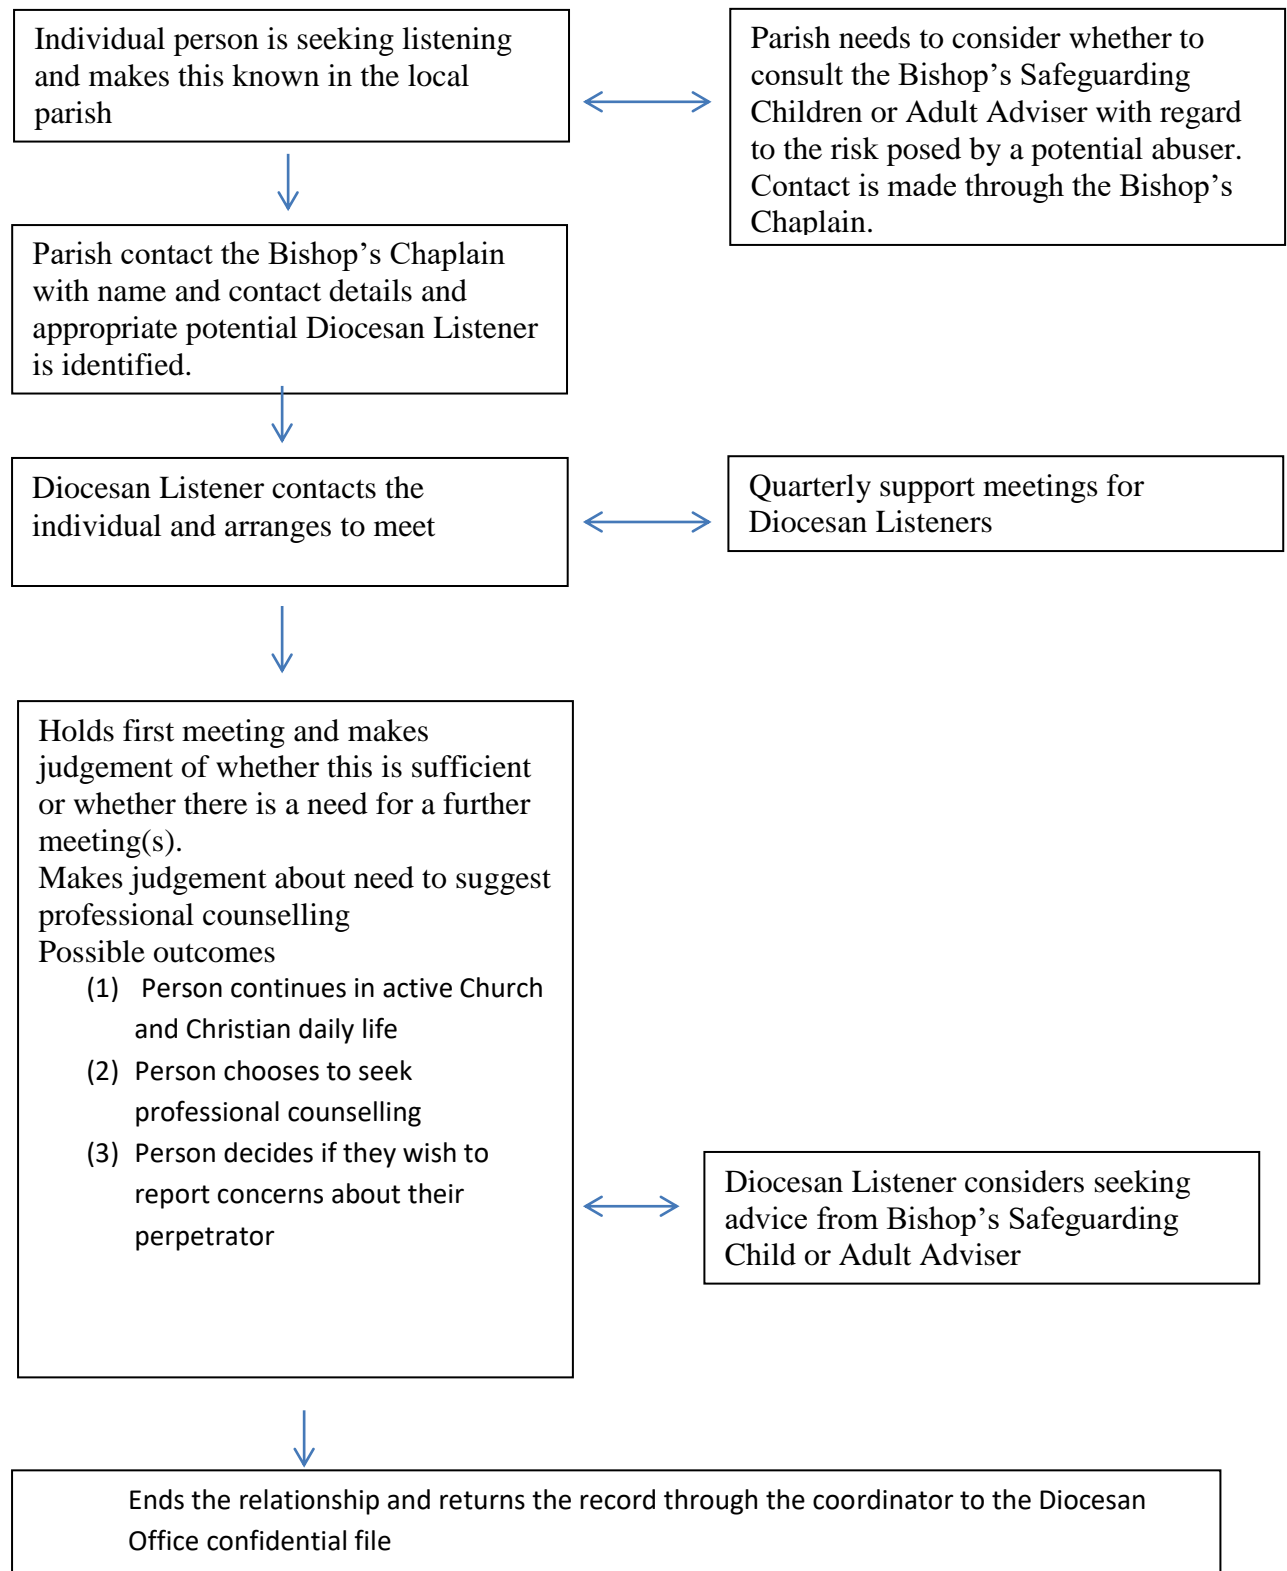 Individual person is seeking listening
and makes this known in the local
parish
Parish needs to consider whether to
consult the Bishop’s Safeguarding
Children or Adult Adviser with regard
to the risk posed by a potential abuser.
Contact is made through the Bishop’s
Chaplain.
Parish contact the Bishop’s Chaplain
with name and contact details and
appropriate potential Diocesan Listener
is identified.
Diocesan Listener contacts the
individual and arranges to meet
Quarterly support meetings for
Diocesan Listeners
Holds first meeting and makes
judgement of whether this is sufficient
or whether there is a need for a further
meeting(s).
Makes judgement about need to suggest
professional counselling
Possible outcomes
(1) Person continues in active Church
and Christian daily life
(2) Person chooses to seek
professional counselling
(3) Person decides if they wish to
report concerns about their
perpetrator
Diocesan Listener considers seeking
advice from Bishop’s Safeguarding
Child or Adult Adviser
Ends the relationship and returns the record through the coordinator to the Diocesan
Office confidential file